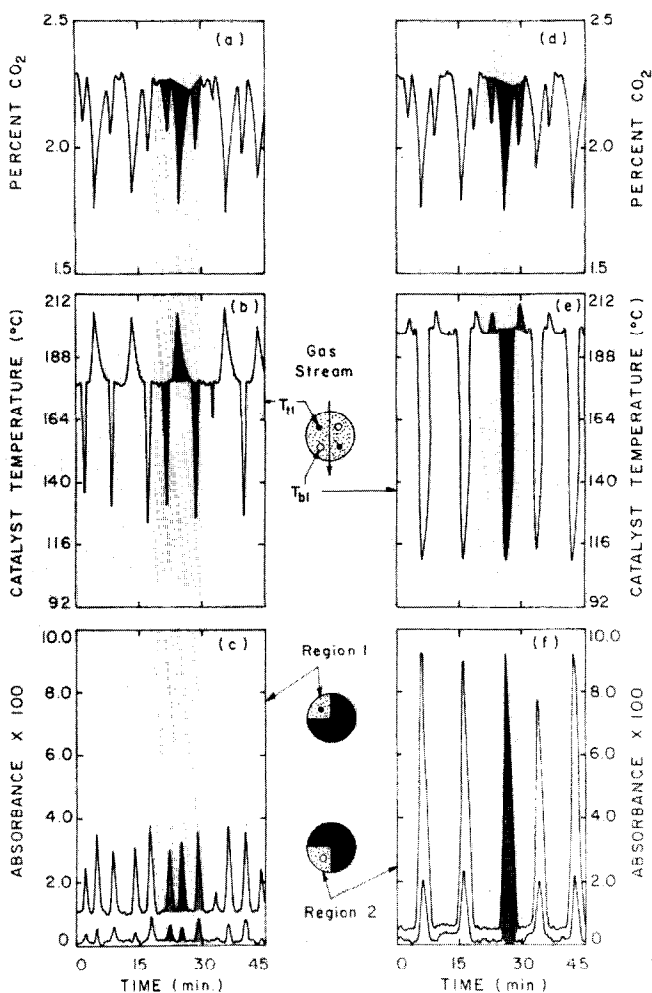 2.5
(a)
PERCENT CO2
2.0
1.5
(d)
2.5
PERCENT CO2
2.0
1.5
212
(b)
CATALYST TEMPERATURE (°C)
188
164
140
116
92
Gas
Stream
Ttl
Tbl
(e)
212
CATALYST TEMPERATURE (°C)
188
164
140
116
92
10.0
(c)
ABSORBANCE X 100
8.0
6.0
4.0
2.0
0
0 15 30 45
TIME (min.)
Region 1
Region 2
(f)
10.0
ABSORBANCE X 100
8.0
6.0
4.0
2.0
0
0 15 30 45
TIME (min.)